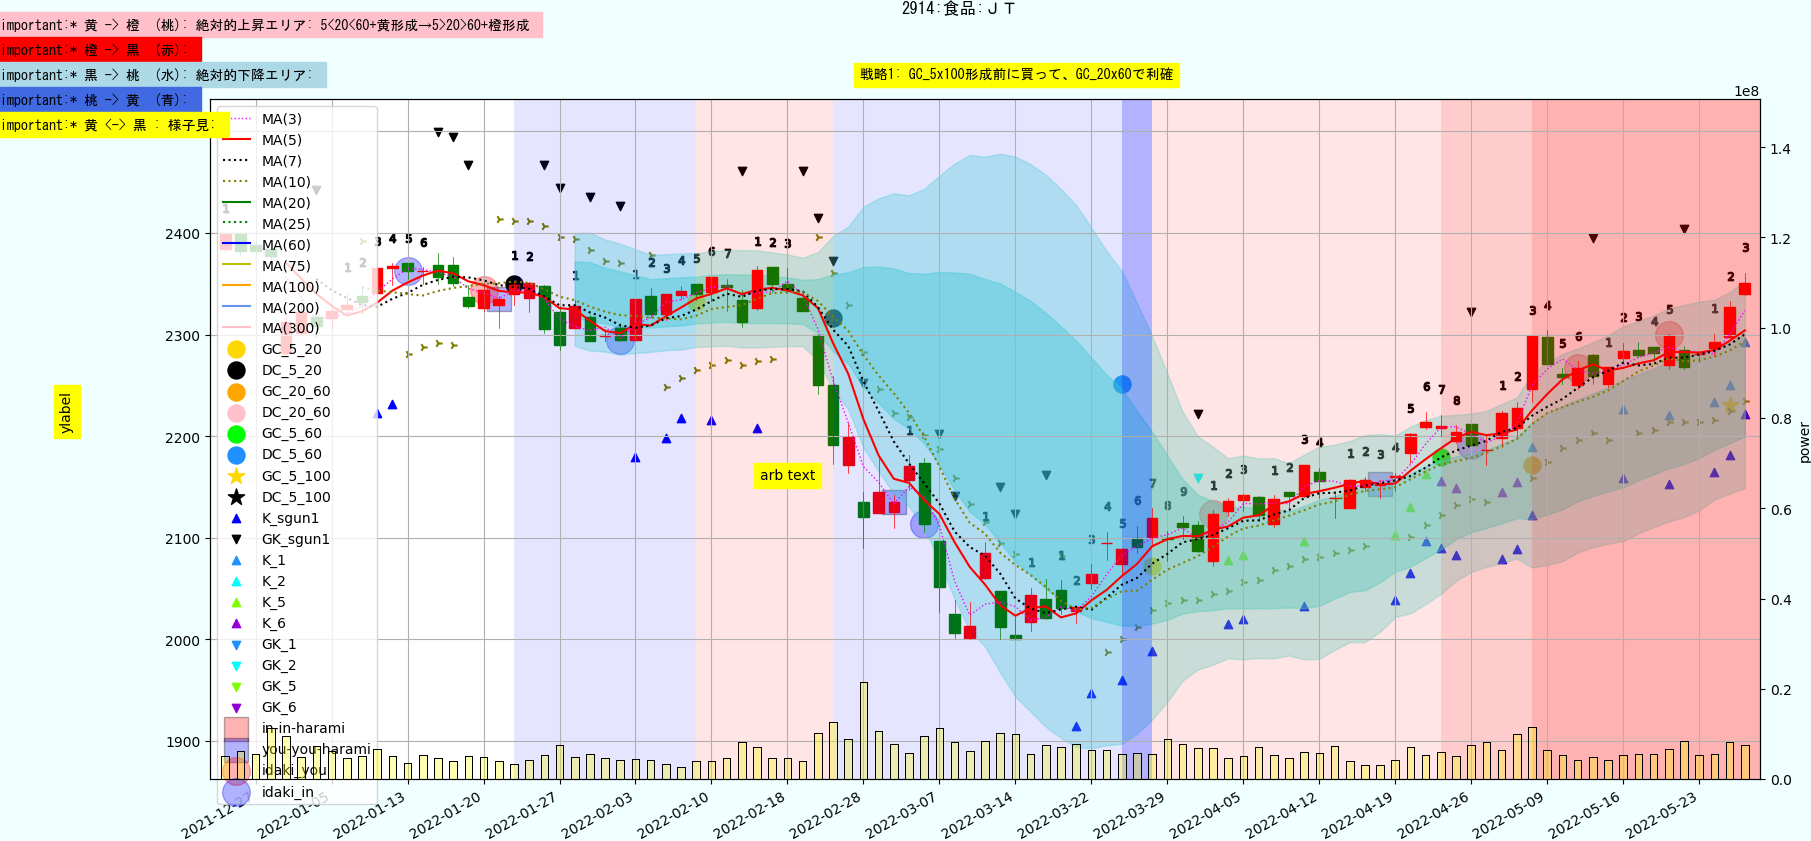 2914:食品:ＪＴ
important:* 黄 -> 橙 (桃): 絶対的上昇エリア: 5<20<60+黄形成→5>20>60+橙形成
important:* 橙 -> 黒 (赤):
important:* 黒 -> 桃 (水): 絶対的下降エリア:
戦略1: GC_5x100形成前に買って、GC_20x60で利確
important:* 桃 -> 黄 (青):
important:* 黄 <-> 黒 : 様子見:
1e8
MA(3)
MA(5)
MA(7)
MA(10)
MA(20)
MA(25)
MA(60)
MA(75)
MA(100)
MA(200)
MA(300)
GC_5_20
DC_5_20
GC_20_60
DC_20_60
GC_5_60
DC_5_60
GC_5_100
DC_5_100
K_sgun1
GK_sgun1
K_1
K_2
K_5
K_6
GK_1
GK_2
GK_5
GK_6
in-in-harami
you-you-harami
idaki_you
idaki_in
ylabel
2400
2300
2200
2100
2000
1900
arb text
1.4
1.2
1.0
0.8
0.6
0.4
0.2
0.0
power
2021-12-27
2022-01-05
2022-01-13
2022-01-20
2022-01-27
2022-02-03
2022-02-10
2022-02-18
2022-02-28
2022-03-07
2022-03-14
2022-03-22
2022-03-29
2022-04-05
2022-04-12
2022-04-19
2022-04-26
2022-05-09
2022-05-16
2022-05-23